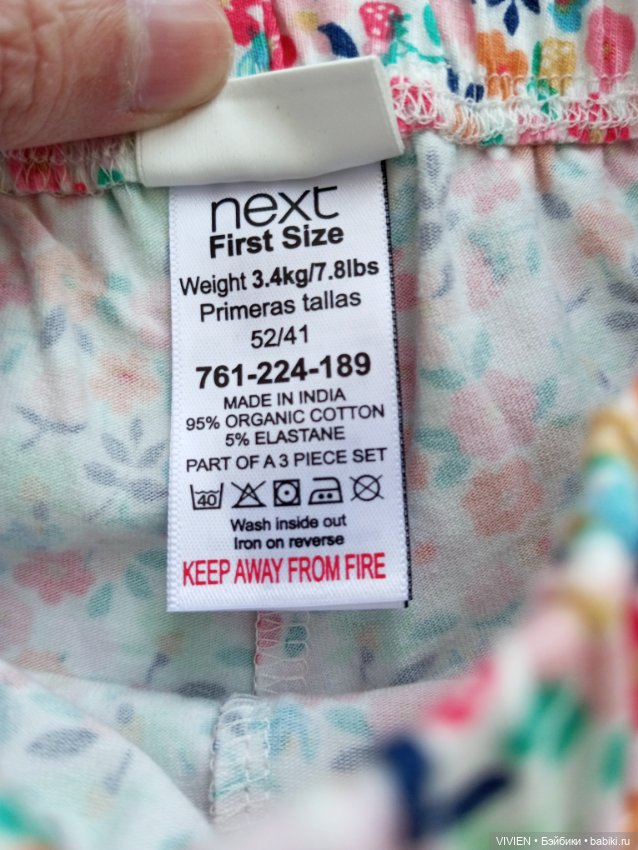 next
First Size
Weight 3.4kg/7.8lbs
Primeras tallas
52/41
761-224-189
MADE IN INDIA
95% ORGANIC COTTON
5% ELASTANE
PART OF A 3 PIECE SET
40
Wash inside out
Iron on reverse
KEEP AWAY FROM FIRE
VIVIEN • Бэйбики • babiki.ru